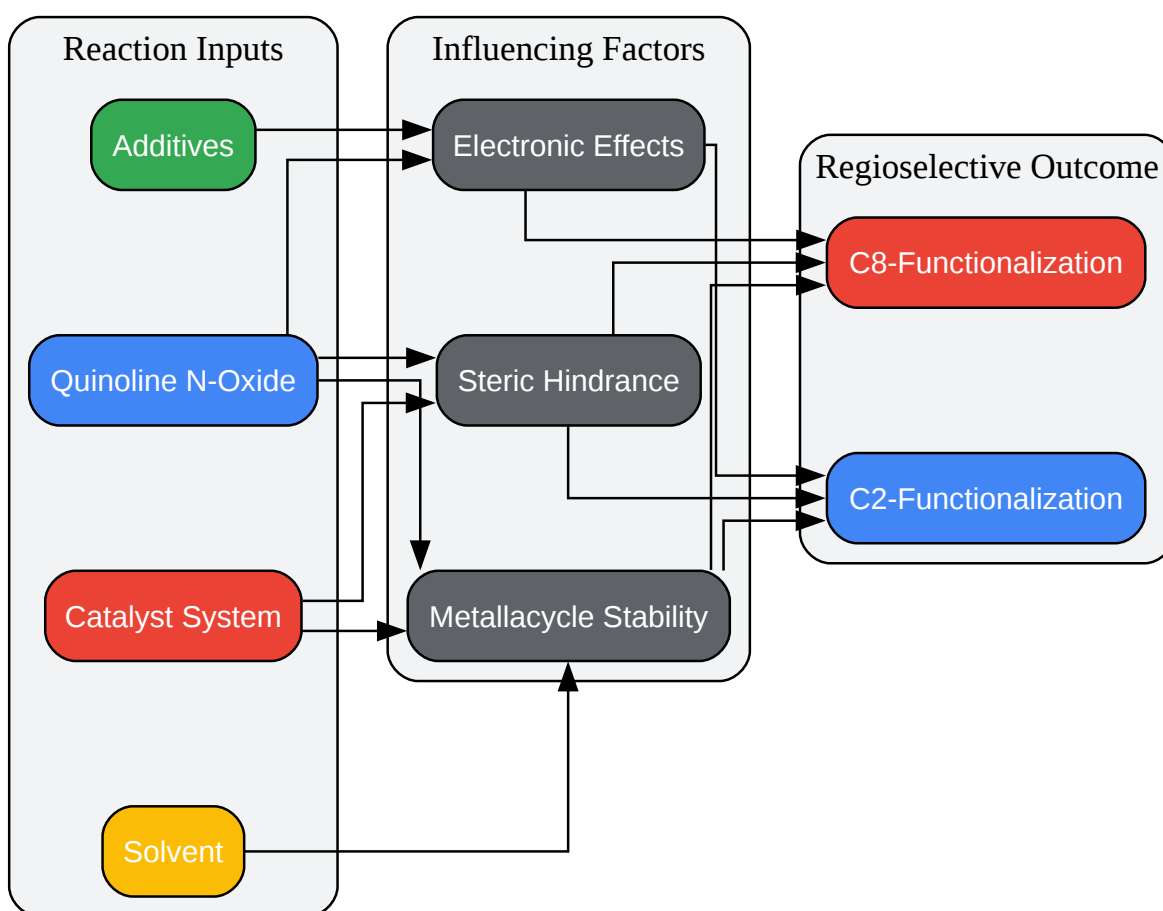 Reaction Inputs
Additives
Quinoline N-Oxide
Catalyst System
Solvent
Influencing Factors
Electronic Effects
Steric Hindrance
Metallacycle Stability
Regioselective Outcome
C8-Functionalization
C2-Functionalization